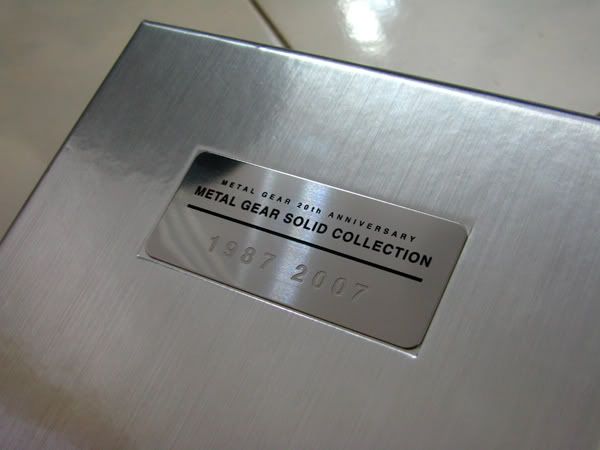 METAL GEAR 20th ANNIVERSARY
METAL GEAR SOLID COLLECTION
1987 2007